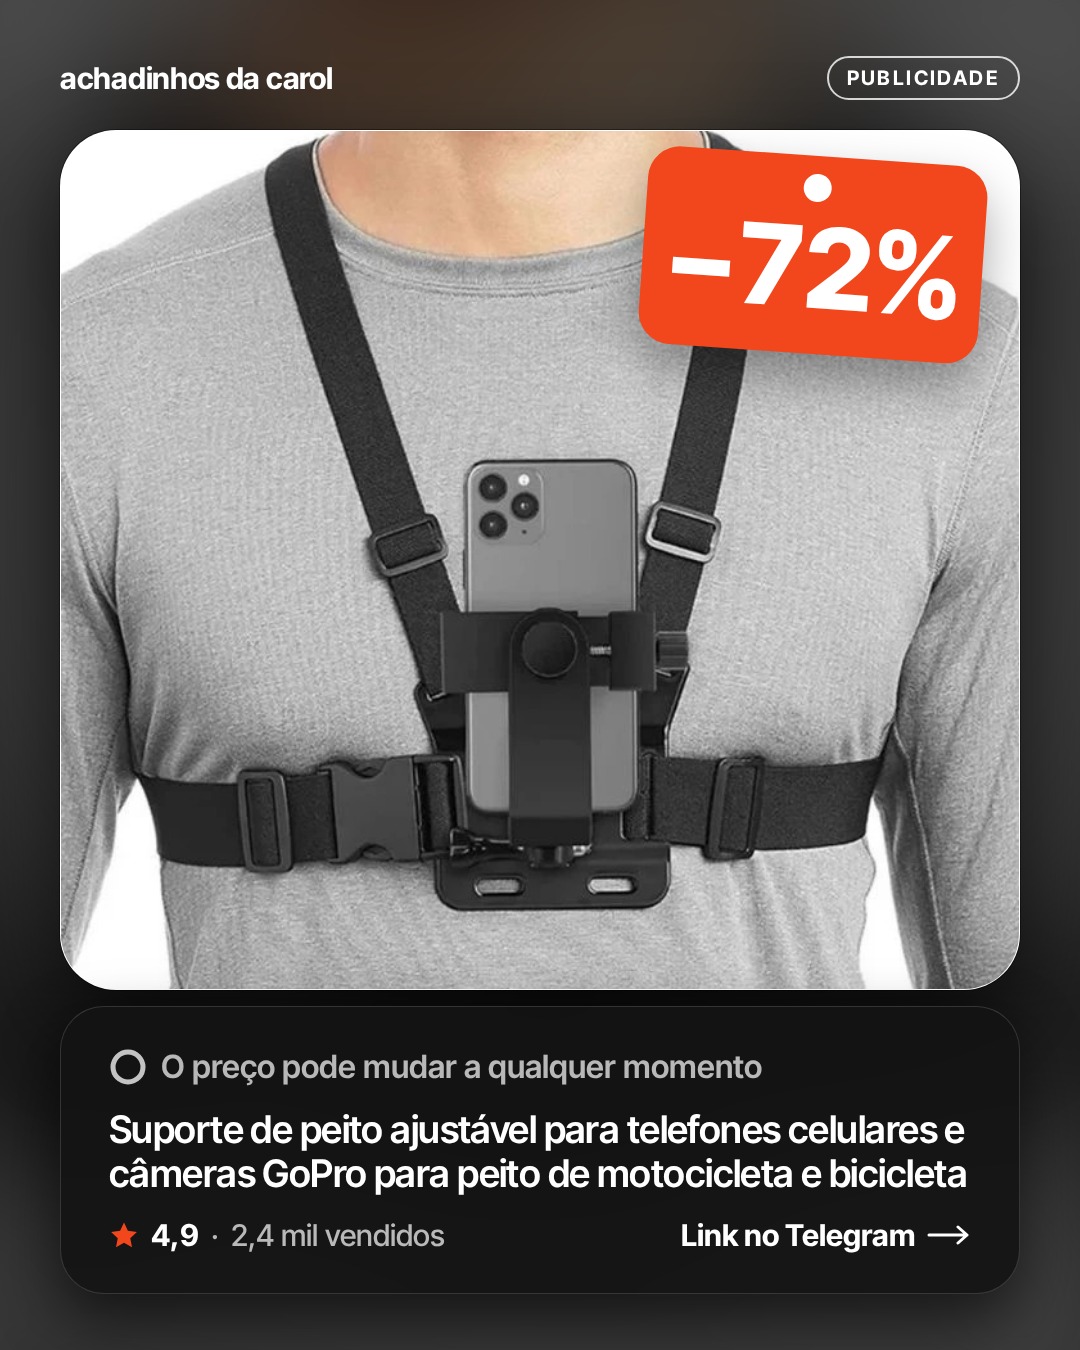 achadinhos da carol
PUBLICIDADE
-72%
O preço pode mudar a qualquer momento
Suporte de peito ajustável para telefones celulares e
câmeras GoPro para peito de motocicleta e bicicleta
4,9 · 2,4 mil vendidos
Link no Telegram →